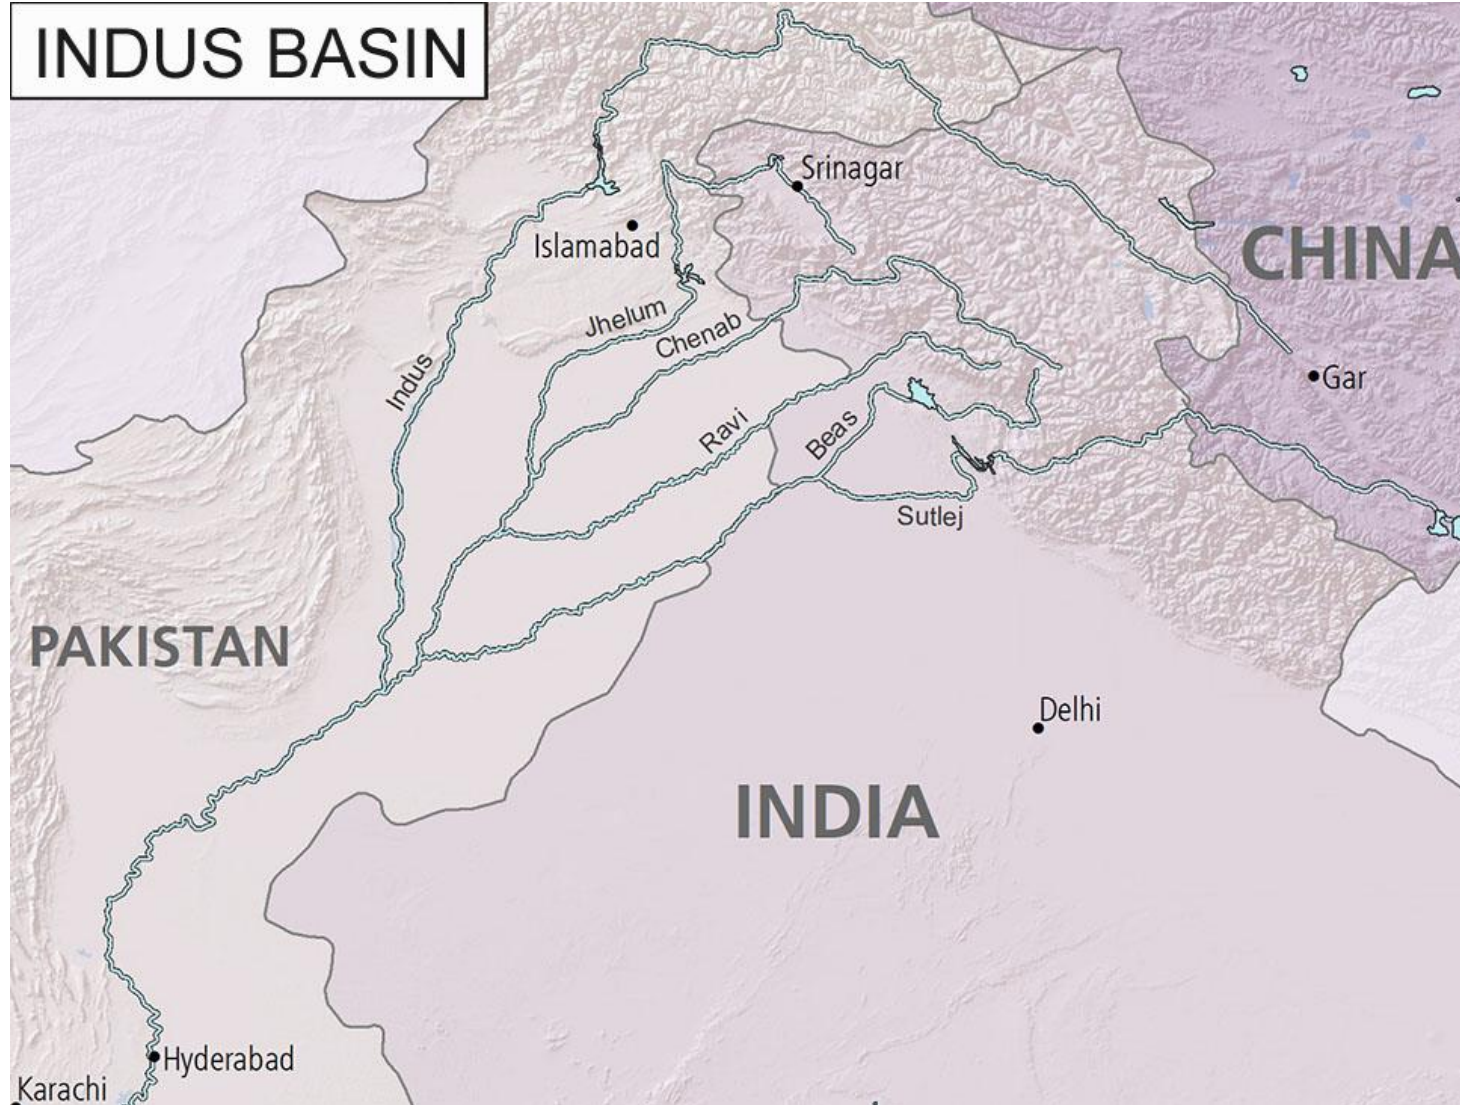 INDUS BASIN
Srinagar
Islamabad
CHINA
Jhelum
Chenab
Indus
Gar
Ravi
Beas
Sutlej
PAKISTAN
Delhi
INDIA
Hyderabad
Karachi